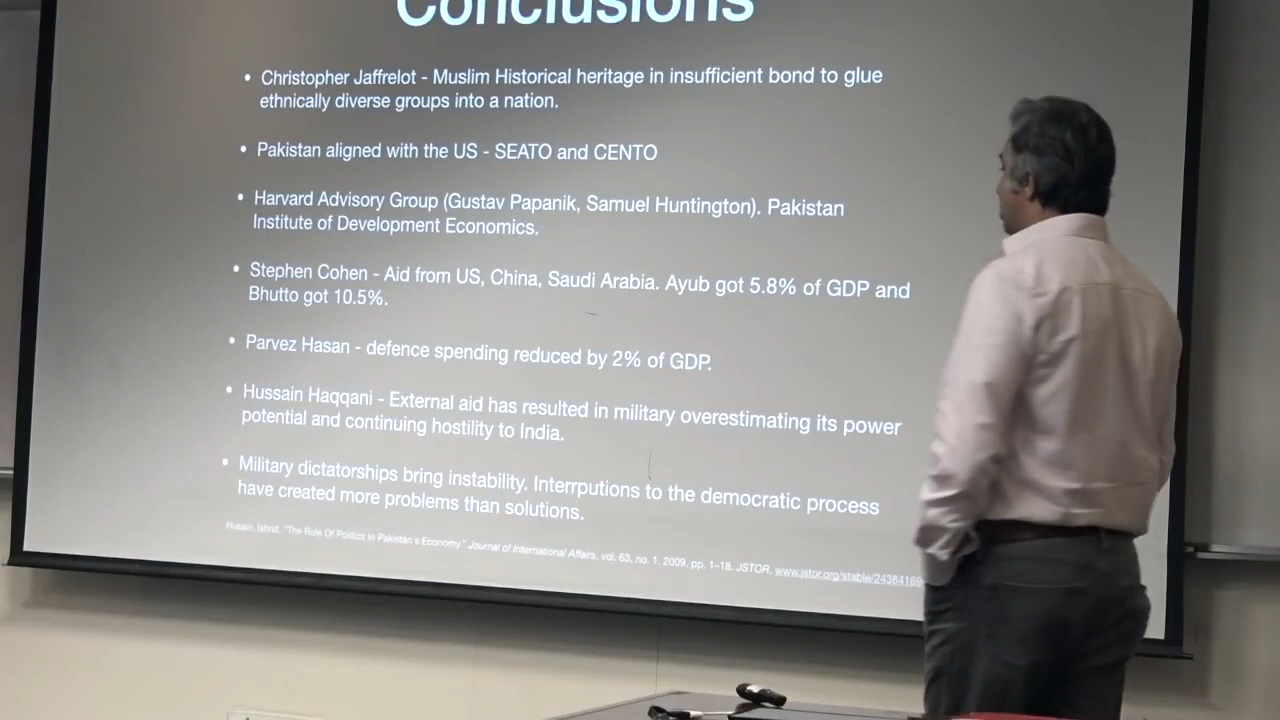 Conclusions
• Christopher Jaffrelot - Muslim Historical heritage in insufficient bond to glue
ethnically diverse groups into a nation.
• Pakistan aligned with the US - SEATO and CENTO
• Harvard Advisory Group (Gustav Papanik, Samuel Huntington). Pakistan
Institute of Development Economics.
• Stephen Cohen - Aid from US, China, Saudi Arabia. Ayub got 5.8% of GDP and
Bhutto got 10.5%.
• Parvez Hasan - defence spending reduced by 2% of GDP.
• Hussain Haqqani - External aid has resulted in military overestimating its power
potential and continuing hostility to India.
• Military dictatorships bring instability. Interrputions to the democratic process
have created more problems than solutions.
Husain, Ishrat. "The Role Of Politics In Pakistan's Economy." Journal of International Affairs, vol. 63, no. 1, 2009, pp. 1–18. JSTOR, www.jstor.org/stable/24384169